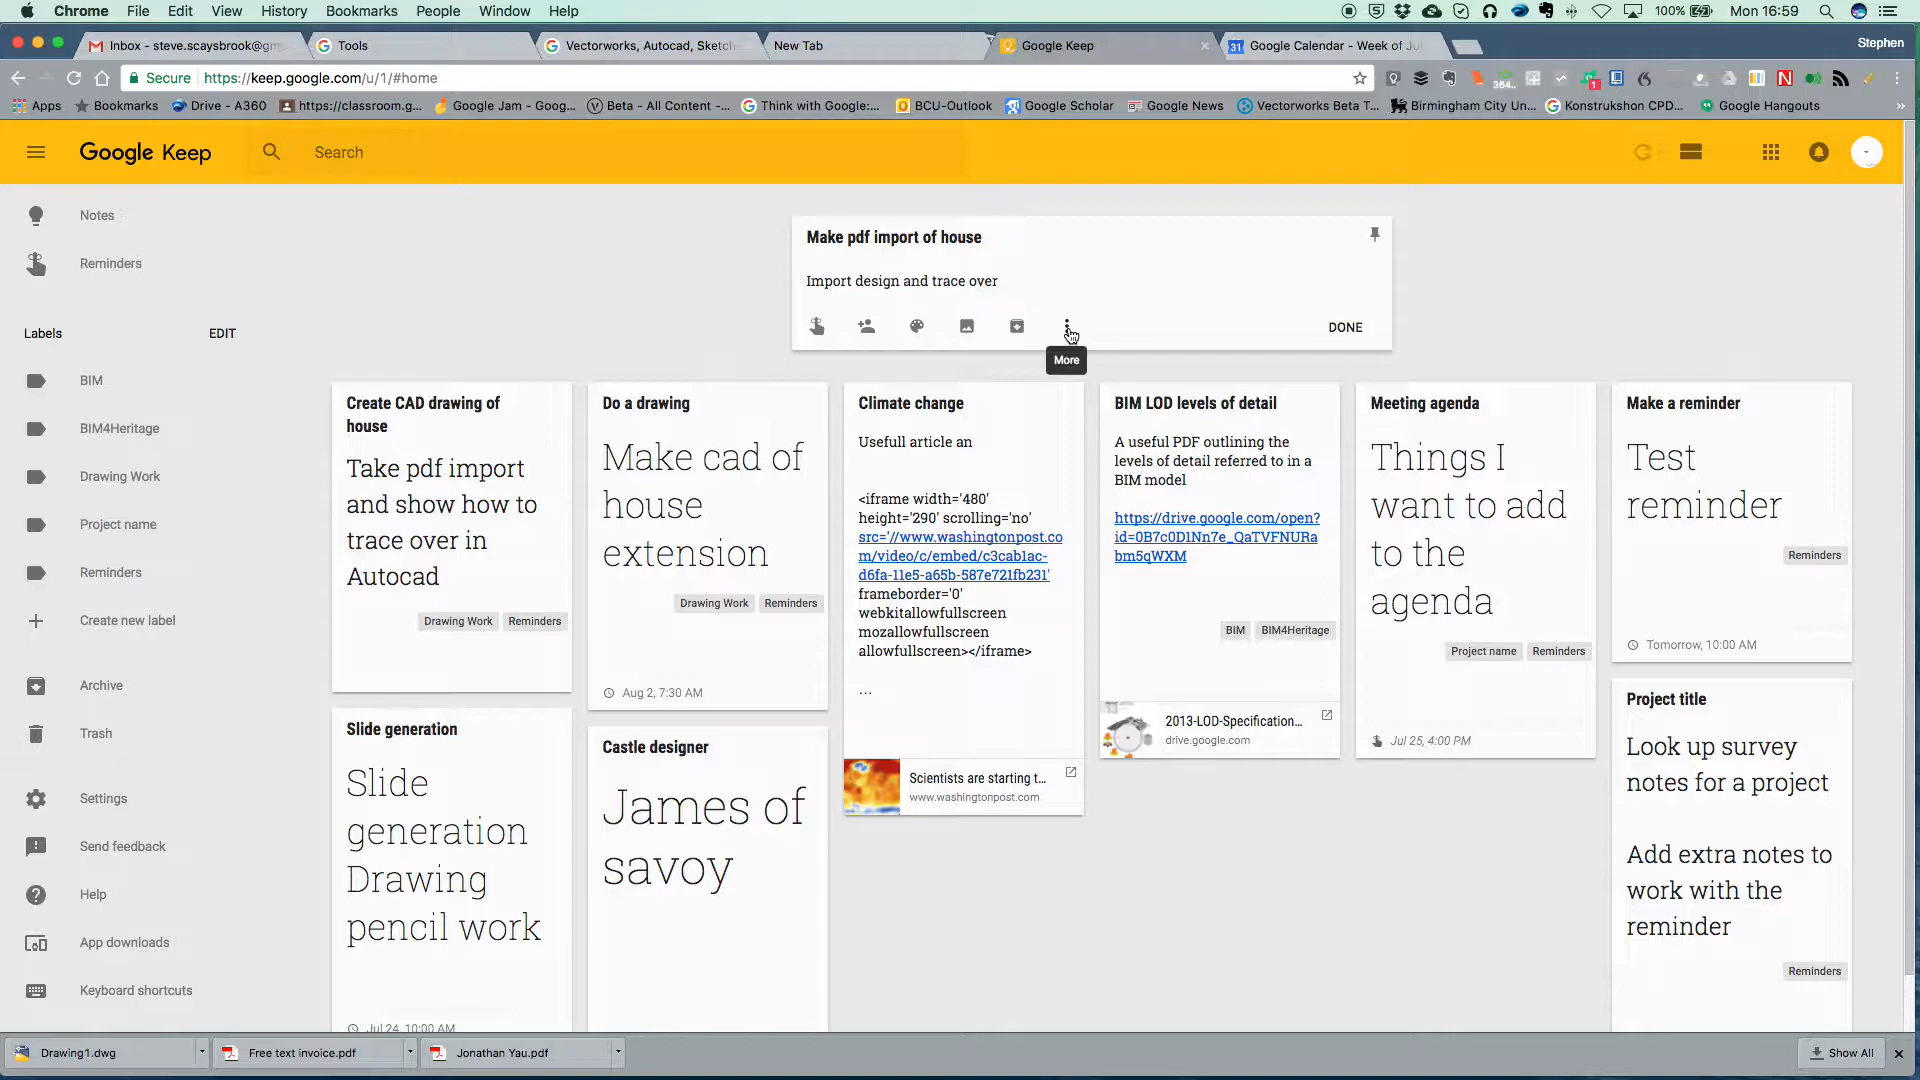 Chrome File Edit View History Bookmarks People Window Help 100% Mon 16:59
Inbox - steve.scaysbrook@gm Tools Vectorworks, Autocad, Sketch New Tab Google Keep Google Calendar - Week of Ju Stephen
Secure https://keep.google.com/u/1/#home
Apps Bookmarks Drive - A360 https://classroom.g... Google Jam - Goog... Beta - All Content -... Think with Google:... BCU-Outlook Google Scholar Google News Vectorworks Beta T... Birmingham City Un... Konstrukshon CPD... Google Hangouts
Google Keep Search
Notes
Reminders
Labels EDIT
BIM
BIM4Heritage
Drawing Work
Project name
Reminders
Create new label
Archive
Trash
Settings
Send feedback
Help
App downloads
Keyboard shortcuts
Make pdf import of house
Import design and trace over
DONE
More
Create CAD drawing of
house
Take pdf import
and show how to
trace over in
Autocad
Drawing Work Reminders
Slide generation
Slide
generation
Drawing
pencil work
Jul 24, 10:00 AM
Do a drawing
Make cad of
house
extension
Drawing Work Reminders
Aug 2, 7:30 AM
Castle designer
James of
savoy
Climate change
Usefull article an
<iframe width='480'
height='290' scrolling='no'
src='//www.washingtonpost.co
m/video/c/embed/c3cab1ac-
d6fa-11e5-a65b-587e721fb231'
frameborder='0'
webkitallowfullscreen
mozallowfullscreen
allowfullscreen></iframe>
...
Scientists are starting t...
www.washingtonpost.com
BIM LOD levels of detail
A useful PDF outlining the
levels of detail referred to in a
BIM model
https://drive.google.com/open?
id=0B7c0D1Nn7e_QaTVFNURa
bm5qWXM
BIM BIM4Heritage
2013-LOD-Specification...
drive.google.com
Meeting agenda
Things I
want to add
to the
agenda
Project name Reminders
Jul 25, 4:00 PM
Make a reminder
Test
reminder
Reminders
Tomorrow, 10:00 AM
Project title
Look up survey
notes for a project
Add extra notes to
work with the
reminder
Reminders
Drawing1.dwg Free text invoice.pdf Jonathan Yau.pdf Show All